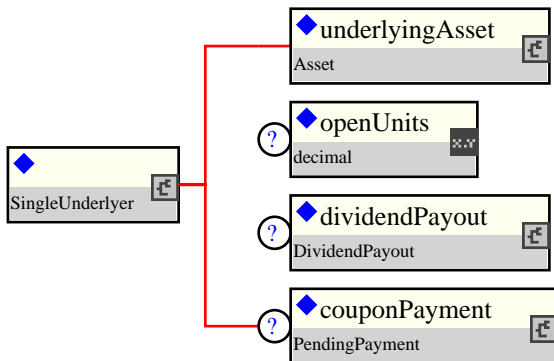 underlyingAsset
Asset
?
openUnits
decimal
x.y
SingleUnderlyer
?
dividendPayout
DividendPayout
?
couponPayment
PendingPayment